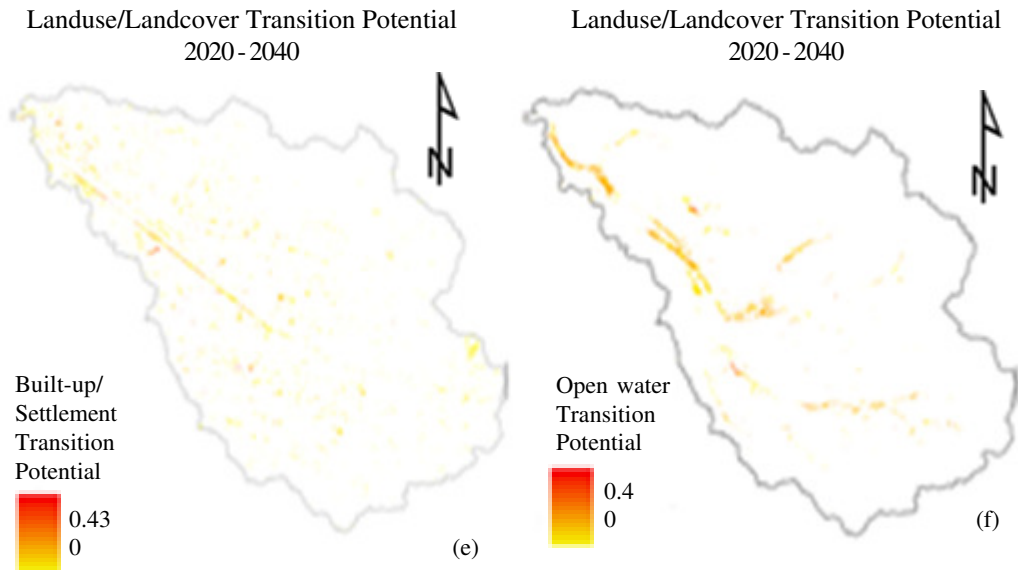 Landuse/Landcover Transition Potential
2020-2040
N
Built-up/
Settlement
Transition
Potential
0.43
0
(e)
Landuse/Landcover Transition Potential
2020-2040
N
Open water
Transition
Potential
0.4
0
(f)